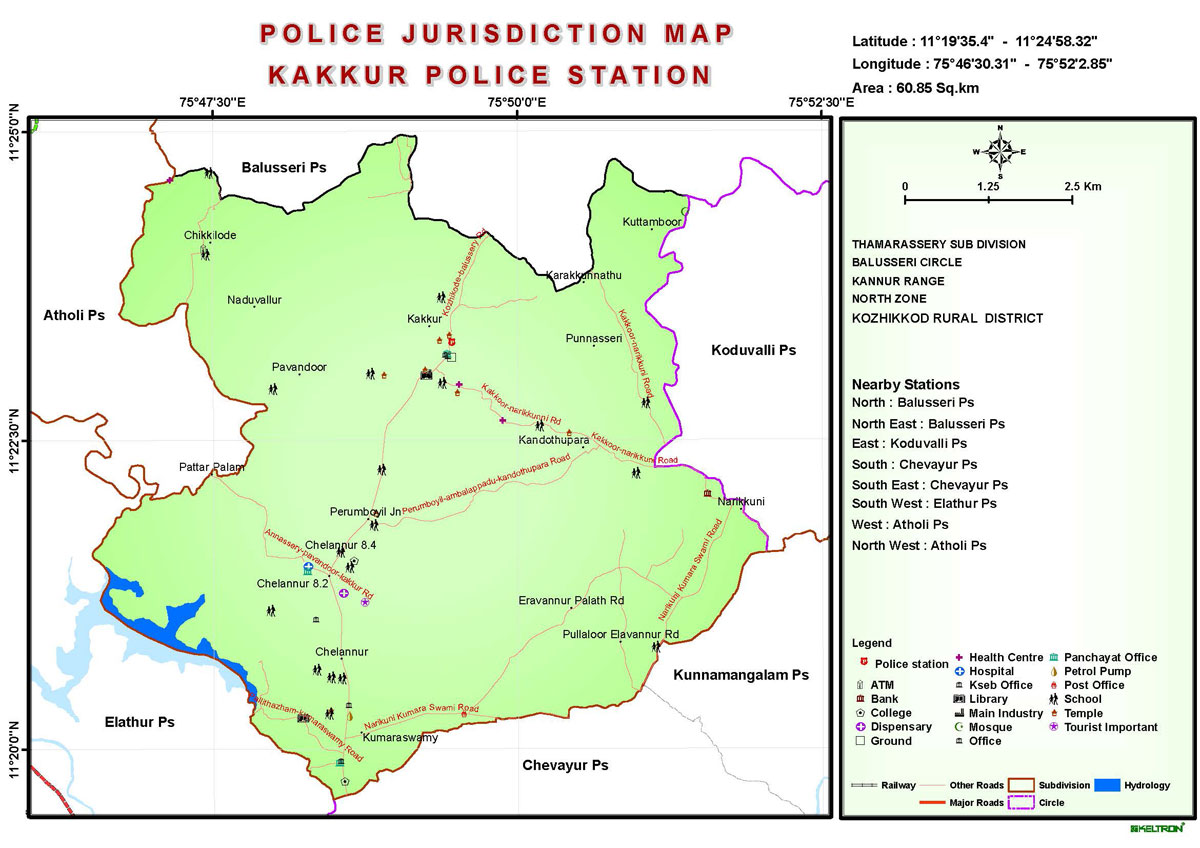 POLICE JURISDICTION MAP
KAKKUR POLICE STATION
Latitude : 11°19'35.4" - 11°24'58.32"
Longitude : 75°46'30.31" - 75°52'2.85"
Area : 60.85 Sq.km
75°47'30"E
75°50'0"E
75°52'30"E
11°25'0"N
11°22'30"N
11°20'0"N
Balusseri Ps
Kuttamboor
Chikkilode
Kozhikode-balussery Rd
Karakkunnathu
Naduvallur
Atholi Ps
Kakkur
Punnasseri
Kakkoor-narikkuni Road
Koduvalli Ps
Pavandoor
Kakkoor-narikkunni Rd
Kandothupara
Kakkoor-narikkuni Road
Pattar Palam
Perumboyil-ambalappadu-kandothupara Road
Narikkuni
Perumboyil Jn
Annassery-pavandoor-kakkur Rd
Chelannur 8.4
Narikuni Kumara Swami Road
Chelannur 8.2
Eravannur Palath Rd
Pullaloor Elavannur Rd
Chelannur
Kunnamangalam Ps
Elathur Ps
Narikuni Kumara Swami Road
Kumaraswamy
Chevayur Ps
N
W E
S
0 1.25 2.5 Km
THAMARASSERY SUB DIVISION
BALUSSERI CIRCLE
KANNUR RANGE
NORTH ZONE
KOZHIKKOD RURAL DISTRICT
Nearby Stations
North : Balusseri Ps
North East : Balusseri Ps
East : Koduvalli Ps
South : Chevayur Ps
South East : Chevayur Ps
South West : Elathur Ps
West : Atholi Ps
North West : Atholi Ps
Legend
Police station
ATM
Bank
College
Dispensary
Ground
Health Centre
Hospital
Kseb Office
Library
Main Industry
Mosque
Office
Panchayat Office
Petrol Pump
Post Office
School
Temple
Tourist Important
Railway
Other Roads
Subdivision
Hydrology
Major Roads
Circle
KELTRON